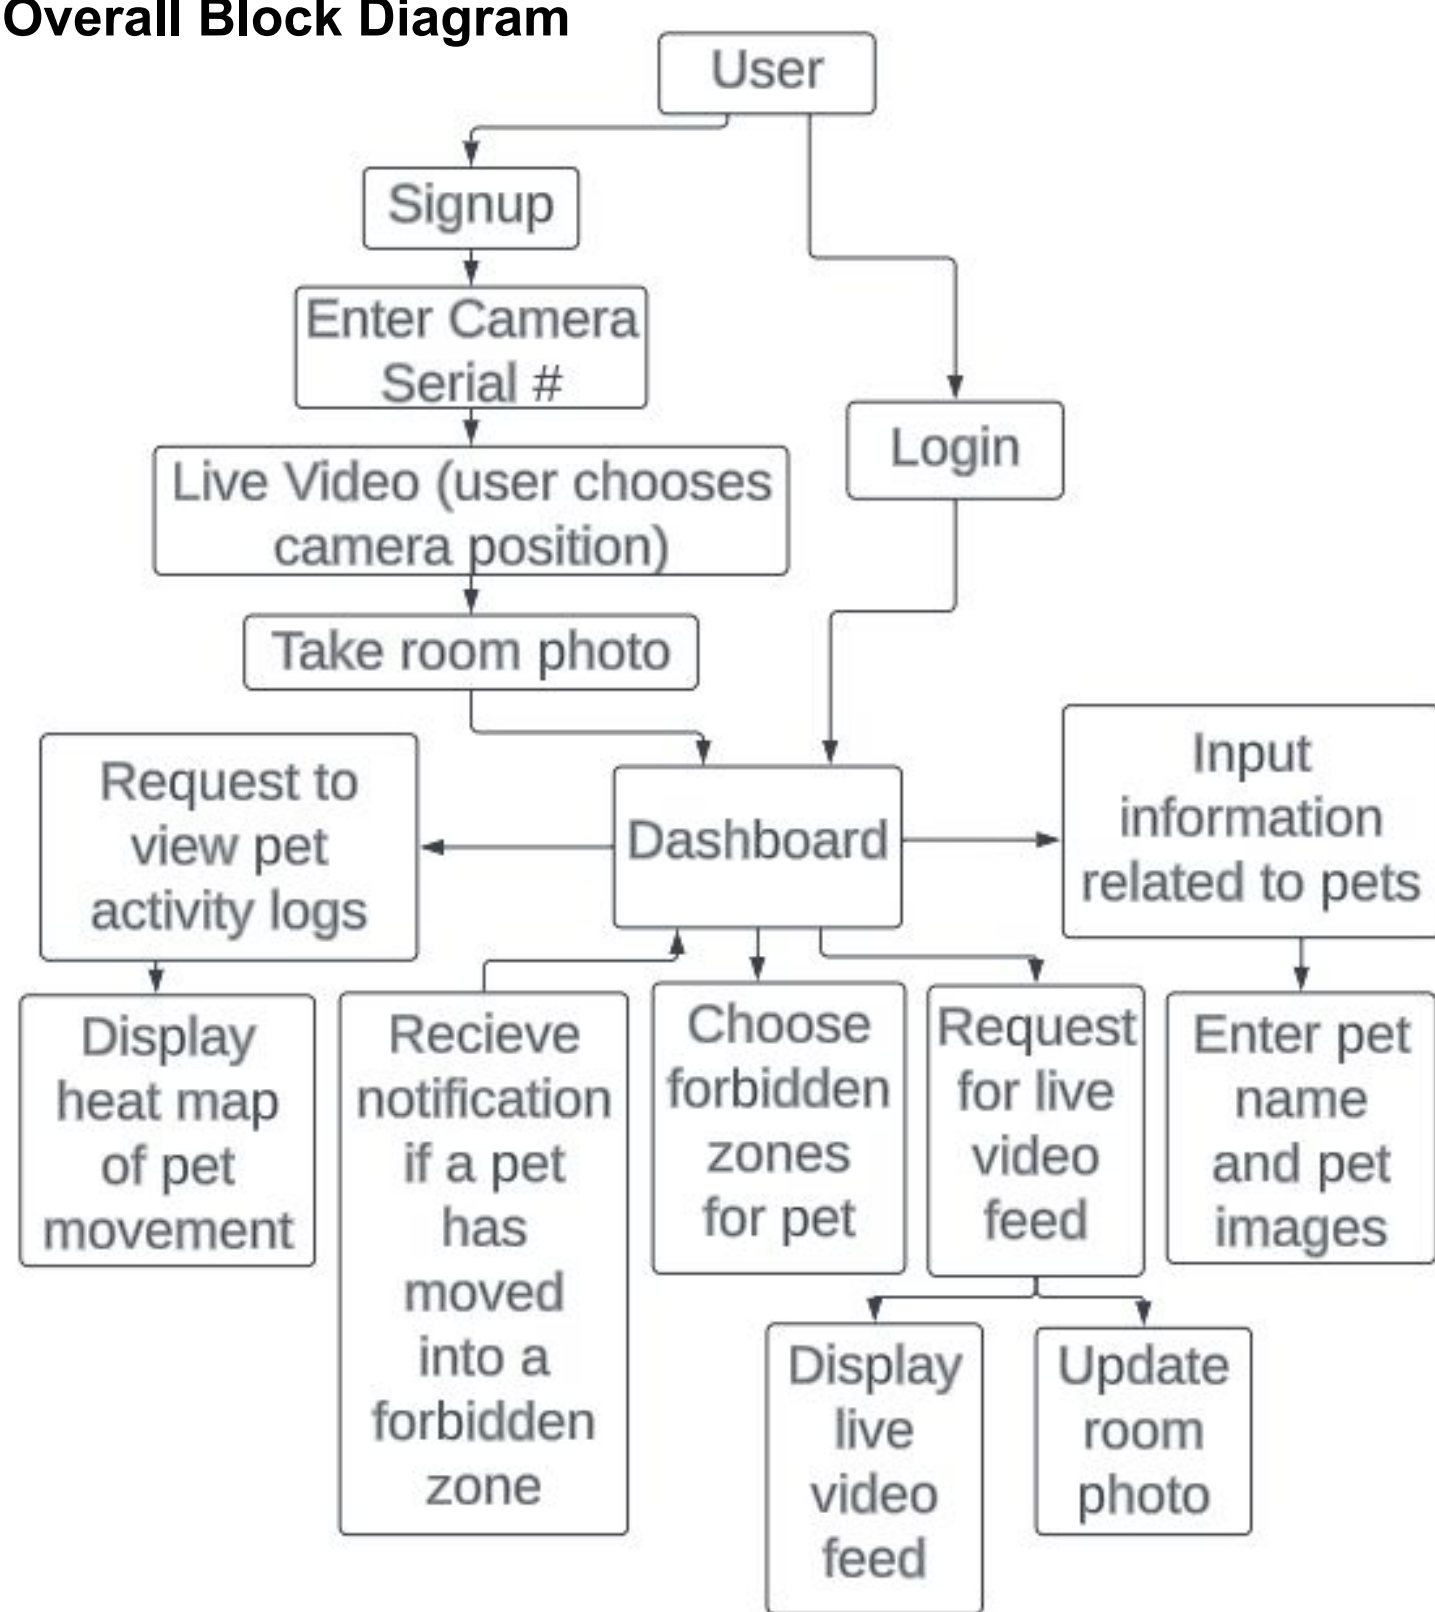 Overall Block Diagram
User
Signup
Enter Camera
Serial #
Login
Live Video (user chooses
camera position)
Take room photo
Request to
view pet
activity logs
Dashboard
Input
information
related to pets
Display
heat map
of pet
movement
Recieve
notification
if a pet
has
moved
into a
forbidden
zone
Choose
forbidden
zones
for pet
Request
for live
video
feed
Enter pet
name
and pet
images
Display
live
video
feed
Update
room
photo